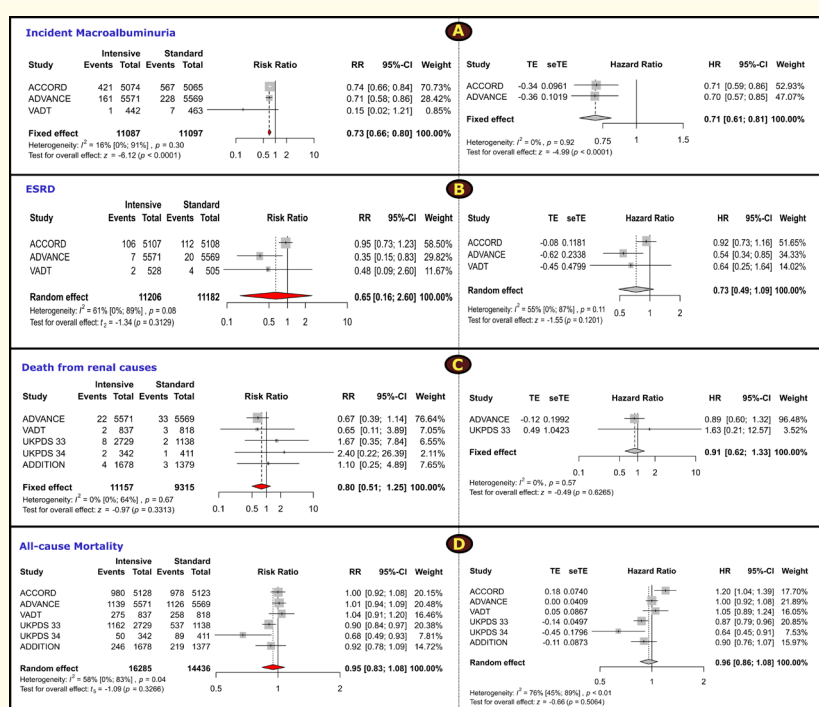 Incident Macroalbuminuria
A
Intensive Standard
Study Events Total Events Total Risk Ratio RR 95%-CI Weight
ACCORD 421 5074 567 5065 0.74 [0.66; 0.84] 70.73%
ADVANCE 161 5571 228 5569 0.71 [0.58; 0.86] 28.42%
VADT 1 442 7 463 0.15 [0.02; 1.21] 0.85%
Fixed effect 11087 11097 0.73 [0.66; 0.80] 100.00%
Heterogeneity: I² = 16% [0%; 91%], p = 0.30
Test for overall effect: z = -6.12 (p < 0.0001)
0.1 0.5 1 2 10
Study TE seTE Hazard Ratio HR 95%-CI Weight
ACCORD -0.34 0.0961 0.71 [0.59; 0.86] 52.93%
ADVANCE -0.36 0.1019 0.70 [0.57; 0.85] 47.07%
Fixed effect 0.71 [0.61; 0.81] 100.00%
Heterogeneity: I² = 0%, p = 0.92
Test for overall effect: z = -4.99 (p < 0.0001)
0.75 1 1.5
ESRD
B
Intensive Standard
Study Events Total Events Total Risk Ratio RR 95%-CI Weight
ACCORD 106 5107 112 5108 0.95 [0.73; 1.23] 58.50%
ADVANCE 7 5571 20 5569 0.35 [0.15; 0.83] 29.82%
VADT 2 528 4 505 0.48 [0.09; 2.60] 11.67%
Random effect 11206 11182 0.65 [0.16; 2.60] 100.00%
Heterogeneity: I² = 61% [0%; 89%], p = 0.08
Test for overall effect: t₂ = -1.34 (p = 0.3129)
0.1 0.5 1 2 10
Study TE seTE Hazard Ratio HR 95%-CI Weight
ACCORD -0.08 0.1181 0.92 [0.73; 1.16] 51.65%
ADVANCE -0.62 0.2338 0.54 [0.34; 0.85] 34.33%
VADT -0.45 0.4799 0.64 [0.25; 1.64] 14.02%
Random effect 0.73 [0.49; 1.09] 100.00%
Heterogeneity: I² = 55% [0%; 87%], p = 0.11
Test for overall effect: z = -1.55 (p = 0.1201)
0.5 1 2
Death from renal causes
C
Intensive Standard
Study Events Total Events Total Risk Ratio RR 95%-CI Weight
ADVANCE 22 5571 33 5569 0.67 [0.39; 1.14] 76.64%
VADT 2 837 3 818 0.65 [0.11; 3.89] 7.05%
UKPDS 33 8 2729 2 1138 1.67 [0.35; 7.84] 6.55%
UKPDS 34 2 342 1 411 2.40 [0.22; 26.39] 2.11%
ADDITION 4 1678 3 1379 1.10 [0.25; 4.89] 7.65%
Fixed effect 11157 9315 0.80 [0.51; 1.25] 100.00%
Heterogeneity: I² = 0% [0%; 64%], p = 0.67
Test for overall effect: z = -0.97 (p = 0.3313)
0.1 0.5 1 2 10
Study TE seTE Hazard Ratio HR 95%-CI Weight
ADVANCE -0.12 0.1992 0.89 [0.60; 1.32] 96.48%
UKPDS 33 0.49 1.0423 1.63 [0.21; 12.57] 3.52%
Fixed effect 0.91 [0.62; 1.33] 100.00%
Heterogeneity: I² = 0%, p = 0.57
Test for overall effect: z = -0.49 (p = 0.6265)
0.1 0.5 1 2 10
All-cause Mortality
D
Intensive Standard
Study Events Total Events Total Risk Ratio RR 95%-CI Weight
ACCORD 980 5128 978 5123 1.00 [0.92; 1.08] 20.15%
ADVANCE 1139 5571 1126 5569 1.01 [0.94; 1.09] 20.48%
VADT 275 837 258 818 1.04 [0.91; 1.20] 16.46%
UKPDS 33 1162 2729 537 1138 0.90 [0.84; 0.97] 20.38%
UKPDS 34 50 342 89 411 0.68 [0.49; 0.93] 7.81%
ADDITION 246 1678 219 1377 0.92 [0.78; 1.09] 14.72%
Random effect 16285 14436 0.95 [0.83; 1.08] 100.00%
Heterogeneity: I² = 58% [0%; 83%], p = 0.04
Test for overall effect: t₅ = -1.09 (p = 0.3266)
0.5 1 2
Study TE seTE Hazard Ratio HR 95%-CI Weight
ACCORD 0.18 0.0740 1.20 [1.04; 1.39] 17.70%
ADVANCE 0.00 0.0409 1.00 [0.92; 1.08] 21.89%
VADT 0.05 0.0867 1.05 [0.89; 1.24] 16.05%
UKPDS 33 -0.14 0.0497 0.87 [0.79; 0.96] 20.85%
UKPDS 34 -0.45 0.1796 0.64 [0.45; 0.91] 7.53%
ADDITION -0.11 0.0873 0.90 [0.76; 1.07] 15.97%
Random effect 0.96 [0.86; 1.08] 100.00%
0.5 1 2
Heterogeneity: I² = 76% [45%; 89%], p < 0.01
Test for overall effect: z = -0.66 (p = 0.5064)